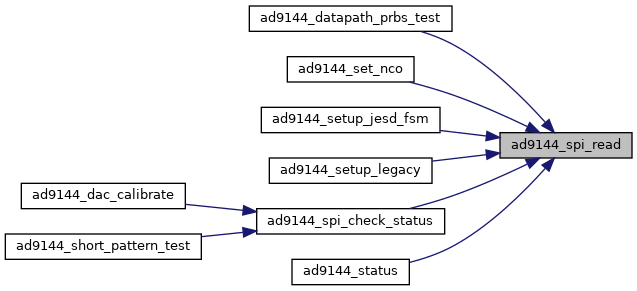 ad9144_datapath_prbs_test
ad9144_set_nco
ad9144_setup_jesd_fsm
ad9144_spi_read
ad9144_setup_legacy
ad9144_dac_calibrate
ad9144_spi_check_status
ad9144_short_pattern_test
ad9144_status